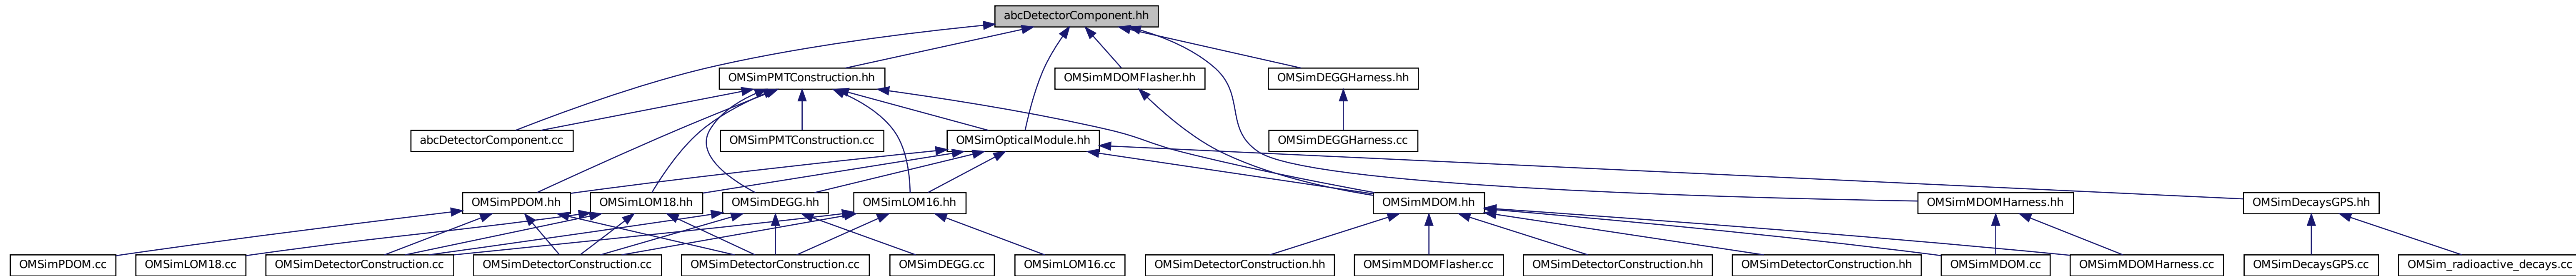 abcDetectorComponent.hh
OMSimPMTConstruction.hh
OMSimMDOMFlasher.hh
OMSimDEGGHarness.hh
abcDetectorComponent.cc
OMSimPMTConstruction.cc
OMSimOpticalModule.hh
OMSimDEGGHarness.cc
OMSimPDOM.hh
OMSimLOM18.hh
OMSimDEGG.hh
OMSimLOM16.hh
OMSimMDOM.hh
OMSimMDOMHarness.hh
OMSimDecaysGPS.hh
OMSimPDOM.cc
OMSimLOM18.cc
OMSimDetectorConstruction.cc
OMSimDetectorConstruction.cc
OMSimDetectorConstruction.cc
OMSimDEGG.cc
OMSimLOM16.cc
OMSimDetectorConstruction.hh
OMSimMDOMFlasher.cc
OMSimDetectorConstruction.hh
OMSimDetectorConstruction.hh
OMSimMDOM.cc
OMSimMDOMHarness.cc
OMSimDecaysGPS.cc
OMSim_radioactive_decays.cc